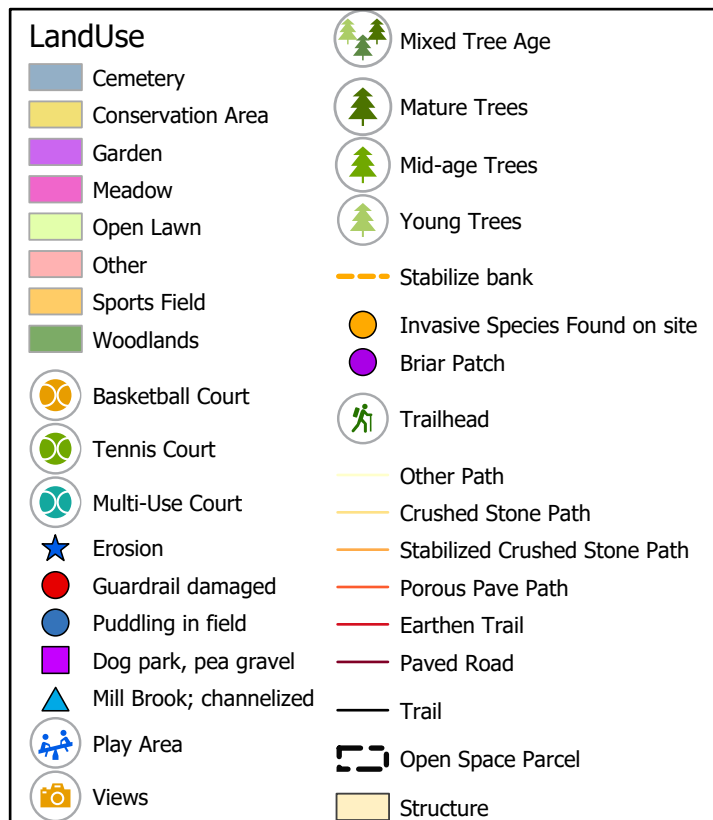 LandUse
Cemetery
Conservation Area
Garden
Meadow
Open Lawn
Other
Sports Field
Woodlands
Basketball Court
Tennis Court
Multi-Use Court
Erosion
Guardrail damaged
Puddling in field
Dog park, pea gravel
Mill Brook; channelized
Play Area
Views
Mixed Tree Age
Mature Trees
Mid-age Trees
Young Trees
Stabilize bank
Invasive Species Found on site
Briar Patch
Trailhead
Other Path
Crushed Stone Path
Stabilized Crushed Stone Path
Porous Pave Path
Earthen Trail
Paved Road
Trail
Open Space Parcel
Structure